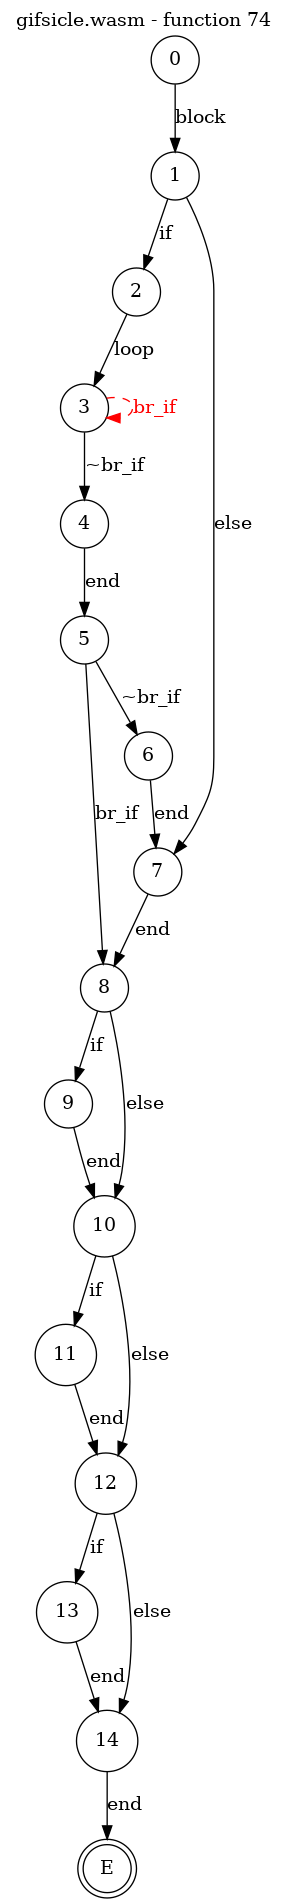 gifsicle.wasm - function 74
0
block
1
if
2
loop
3
br_if
~br_if
4
else
end
5
~br_if
6
br_if
end
7
end
8
if
9
else
end
10
if
11
else
end
12
if
13
else
end
14
end
E